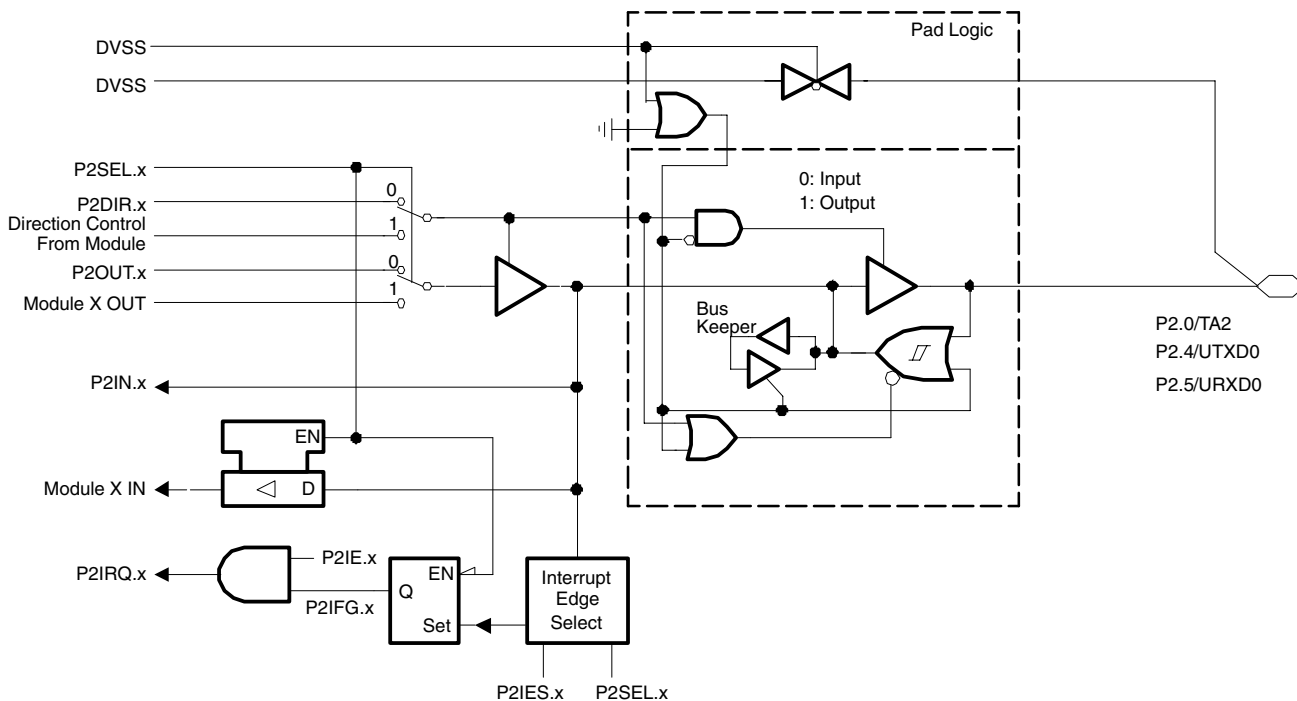 Pad Logic
DVSS
DVSS
P2SEL.x
0
P2DIR.x
Direction Control
From Module
1
0: Input
1: Output
P2OUT.x
0
1
Module X OUT
Bus
Keeper
P2.0/TA2
P2.4/UTXD0
P2.5/URXD0
P2IN.x
EN
Module X IN
D
P2IE.x
P2IRQ.x
P2IFG.x
EN
Q
Set
Interrupt
Edge
Select
P2IES.x
P2SEL.x